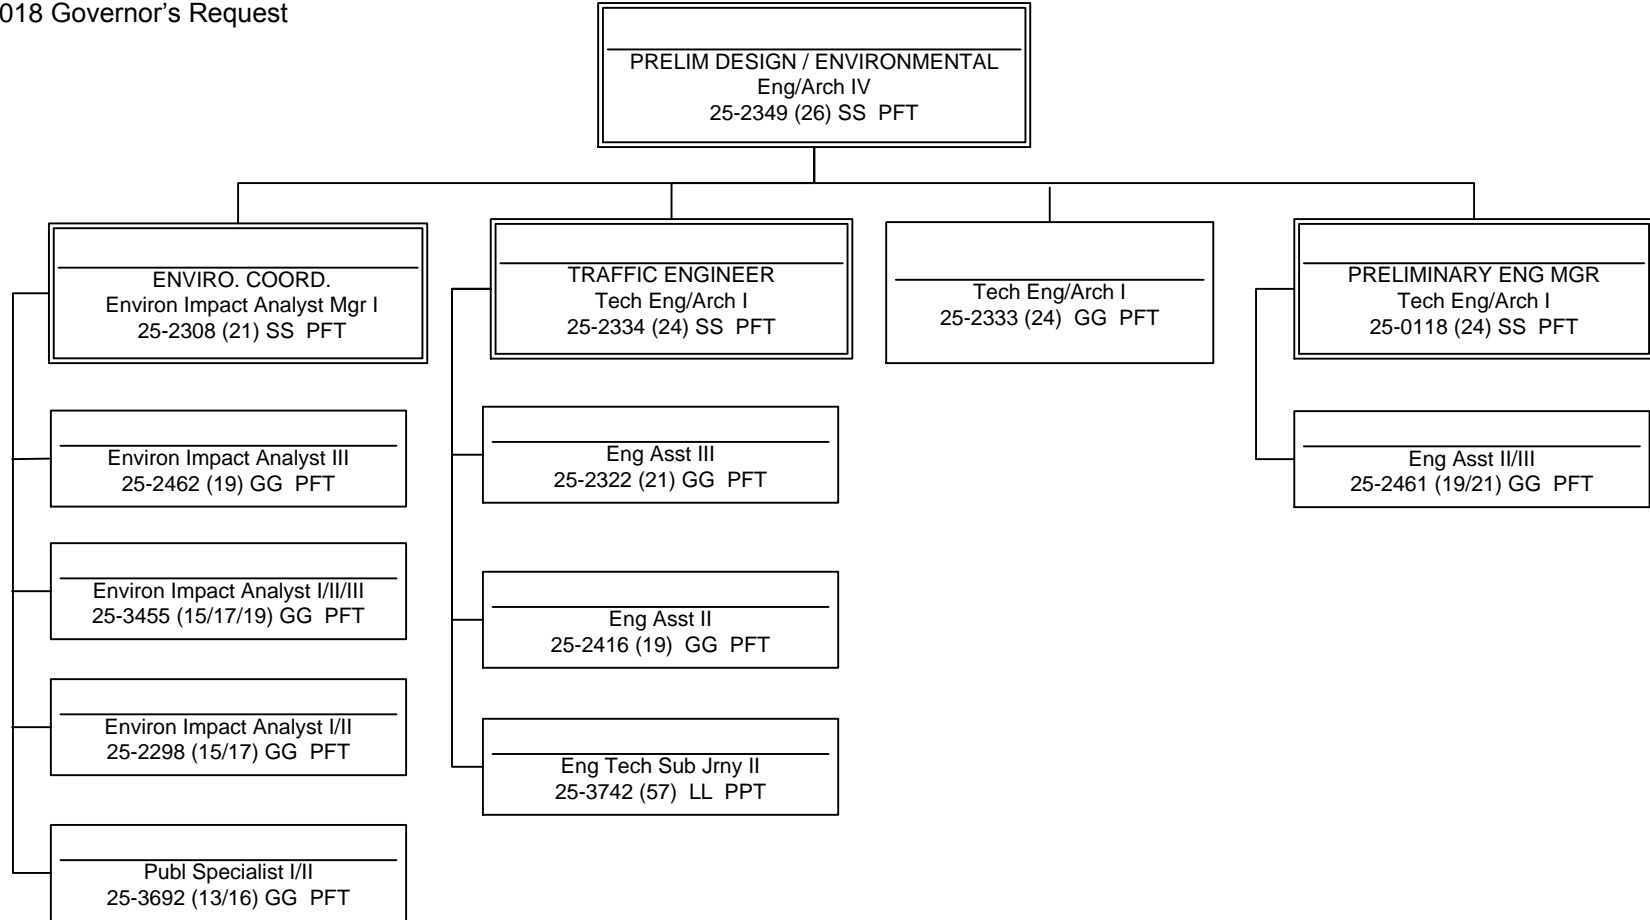 018 Governor's Request
PRELIM DESIGN / ENVIRONMENTAL
Eng/Arch IV
25-2349 (26) SS PFT
ENVIRO. COORD.
Environ Impact Analyst Mgr I
25-2308 (21) SS PFT
TRAFFIC ENGINEER
Tech Eng/Arch I
25-2334 (24) SS PFT
Tech Eng/Arch I
25-2333 (24) GG PFT
PRELIMINARY ENG MGR
Tech Eng/Arch I
25-0118 (24) SS PFT
Environ Impact Analyst III
25-2462 (19) GG PFT
Environ Impact Analyst I/II/III
25-3455 (15/17/19) GG PFT
Environ Impact Analyst I/II
25-2298 (15/17) GG PFT
Publ Specialist I/II
25-3692 (13/16) GG PFT
Eng Asst III
25-2322 (21) GG PFT
Eng Asst II
25-2416 (19) GG PFT
Eng Tech Sub Jrny II
25-3742 (57) LL PPT
Eng Asst II/III
25-2461 (19/21) GG PFT